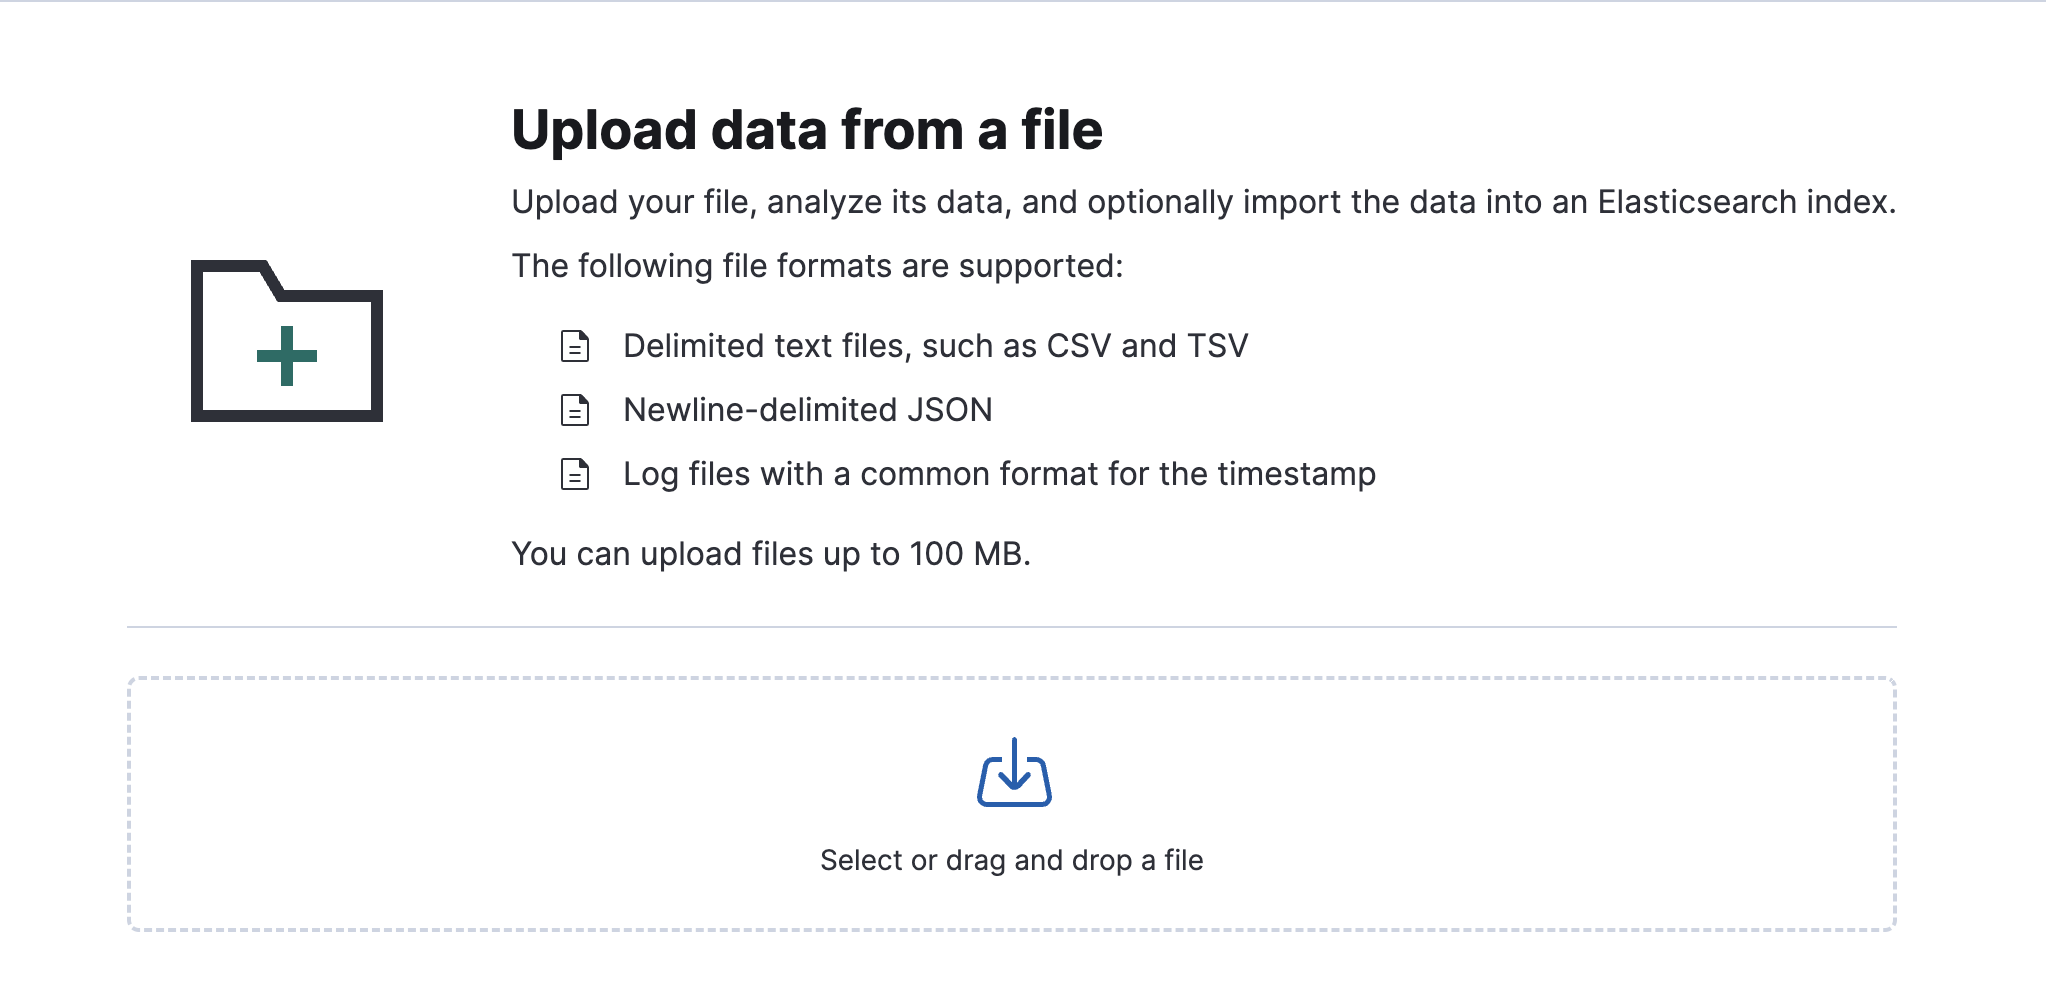 Upload data from a file
Upload your file, analyze its data, and optionally import the data into an Elasticsearch index.
The following file formats are supported:
Delimited text files, such as CSV and TSV
Newline-delimited JSON
Log files with a common format for the timestamp
You can upload files up to 100 MB.
Select or drag and drop a file